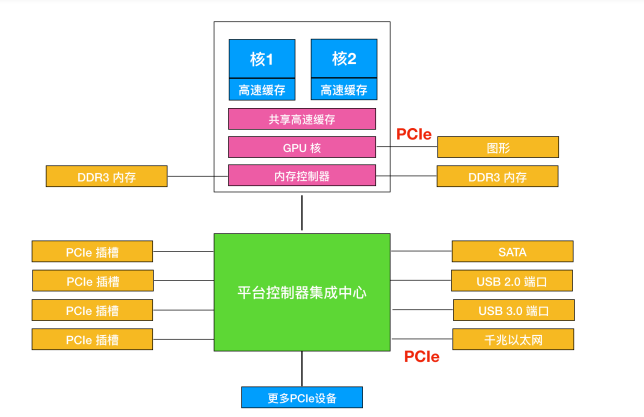 核1
核2
高速缓存
高速缓存
共享高速缓存
PCIe
GPU 核
图形
DDR3 内存
内存控制器
DDR3 内存
PCIe 插槽
SATA
PCIe 插槽
USB 2.0 端口
平台控制器集成中心
PCIe 插槽
USB 3.0 端口
PCIe 插槽
千兆以太网
PCIe
更多PCIe设备